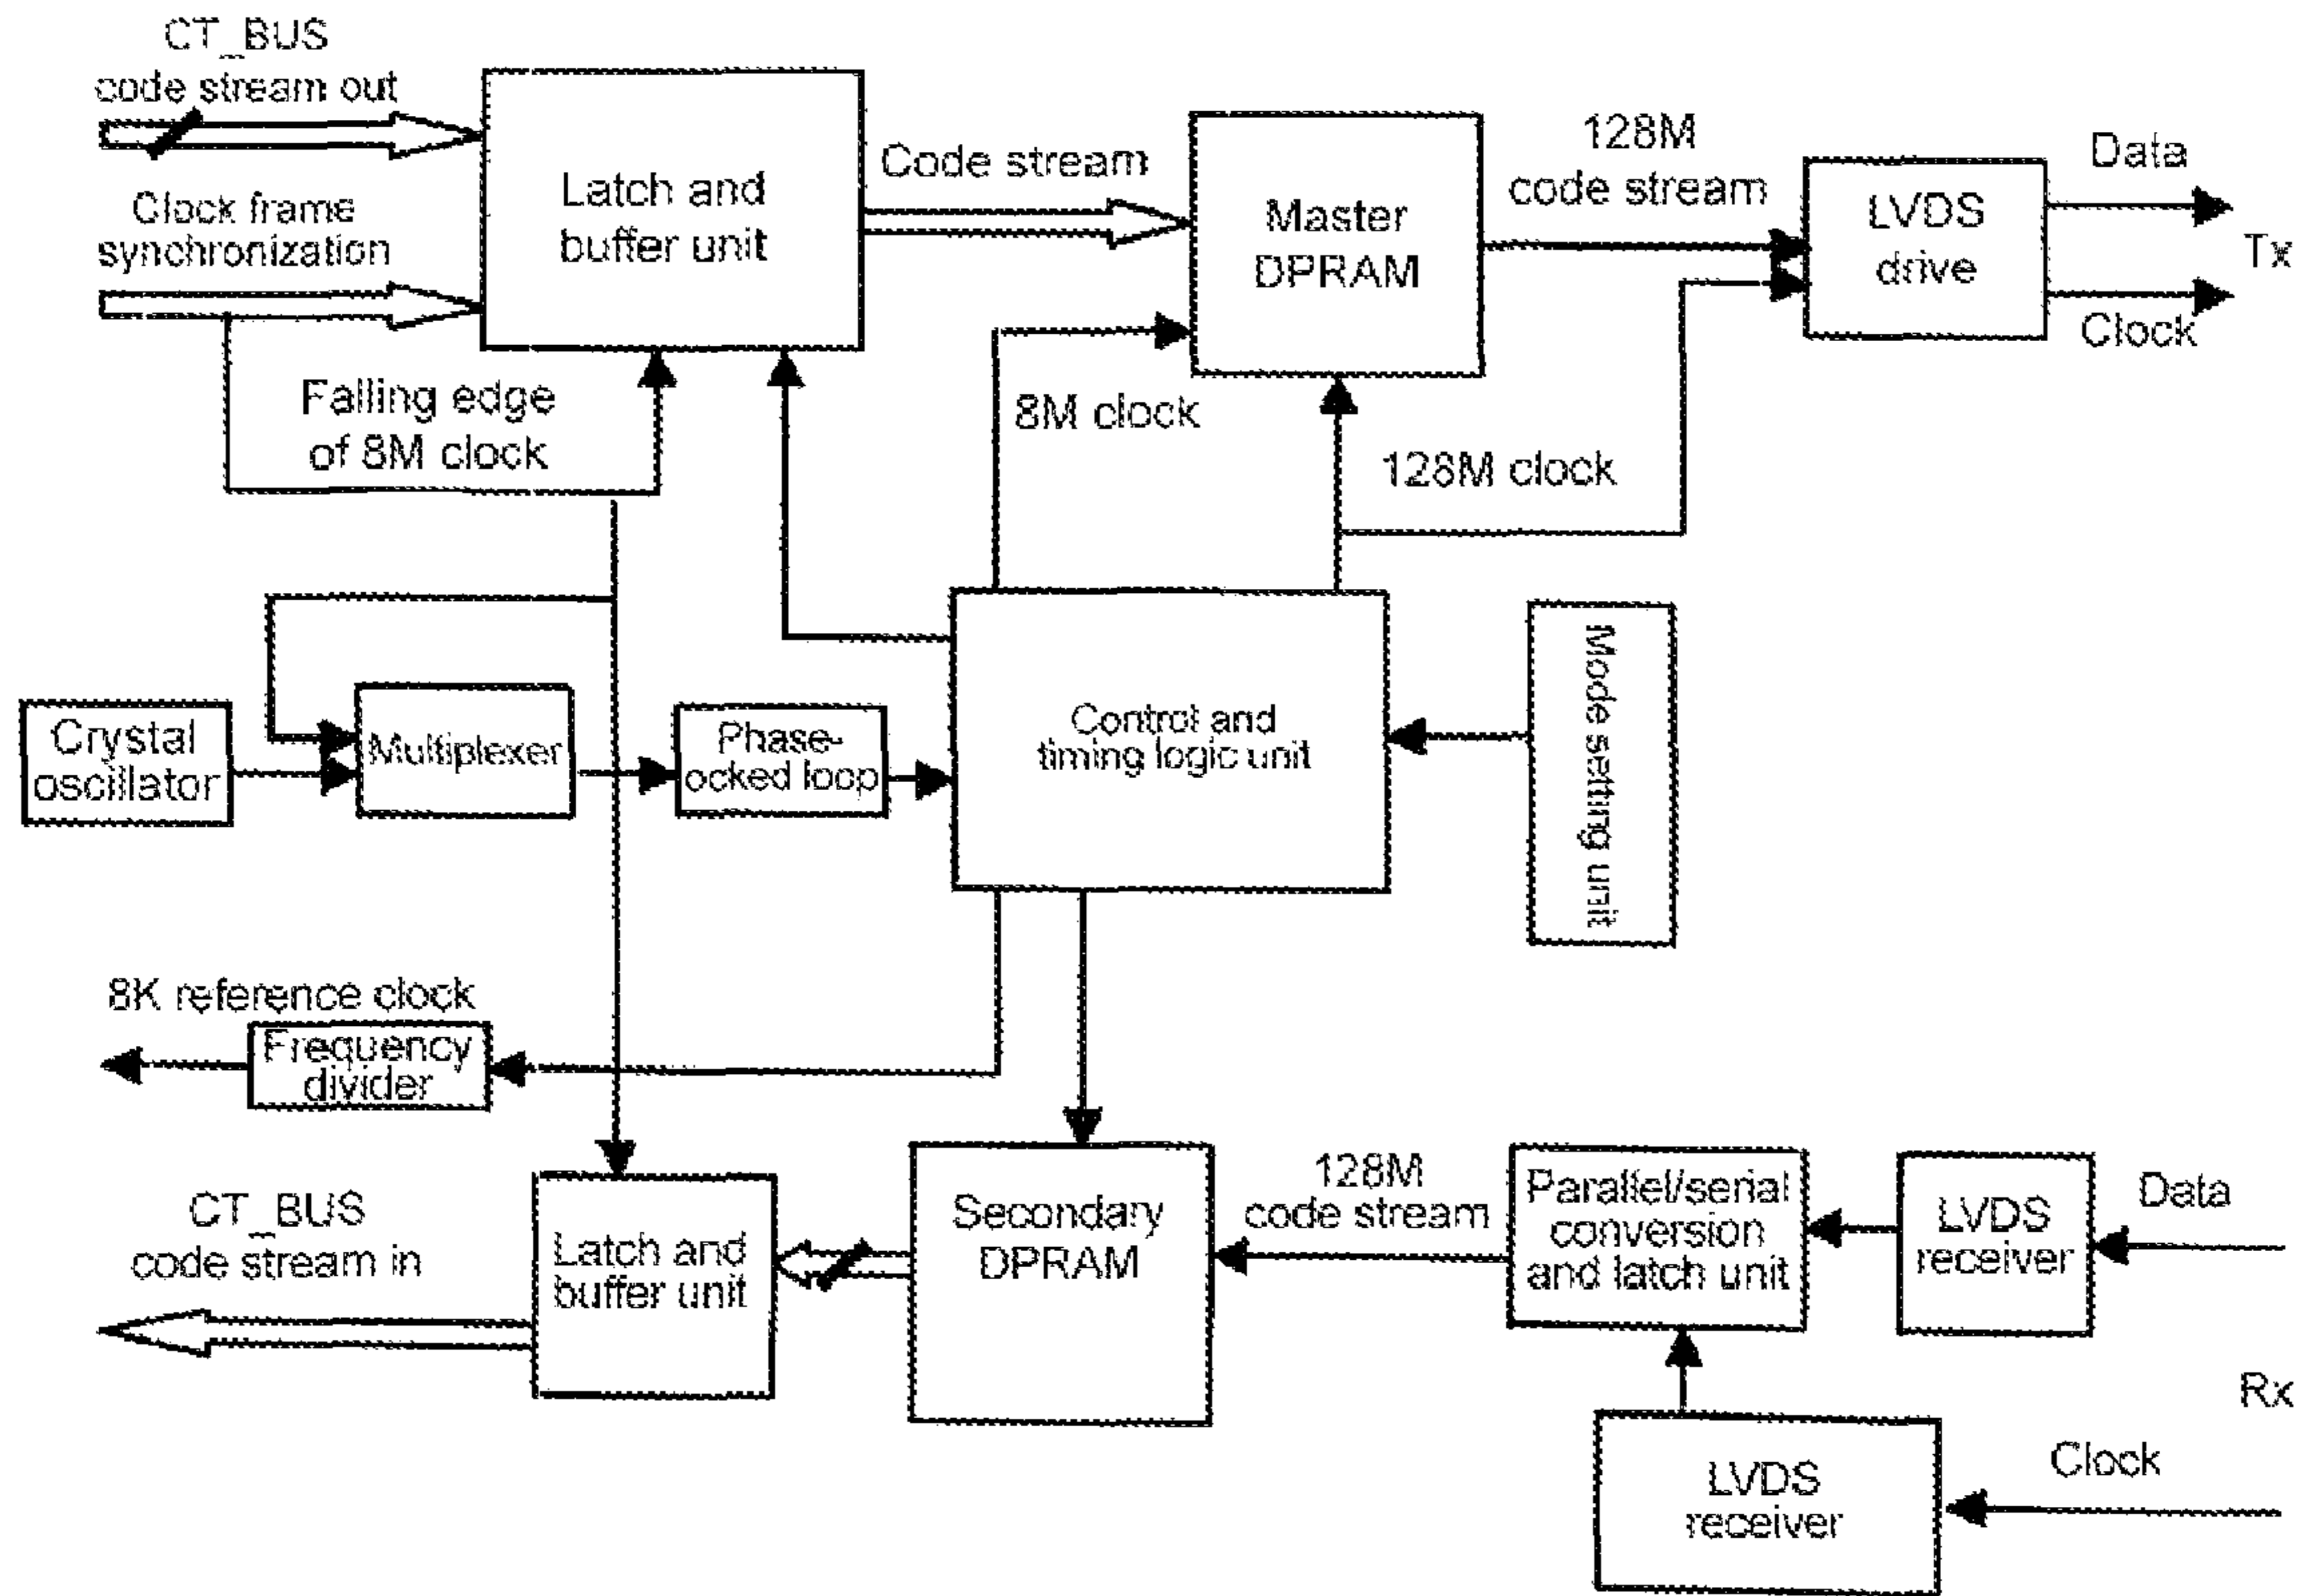 CT_BUS
code stream out
Clock frame
synchronization
Falling edge
of 8M clock
Latch and
buffer unit
Code stream
Master
DPRAM
8M clock
128M clock
128M
code stream
LVDS
drive
Data
Tx
Clock
Crystal
oscillator
Multiplexer
Phase-
ocked loop
Control and
timing logic unit
Mode setting unit
8K reference clock
Frequency
divider
CT_BUS
code stream in
Latch and
buffer unit
Secondary
DPRAM
128M
code stream
Parallel/serial
conversion
and latch unit
LVDS
receiver
Data
Rx
LVDS
receiver
Clock